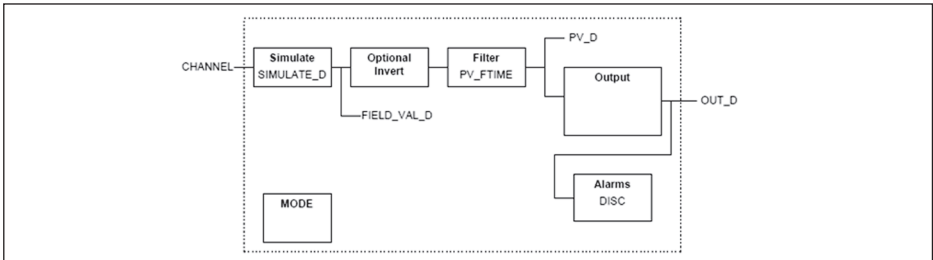 PV_D
CHANNEL
Simulate
SIMULATE_D
Optional
Invert
Filter
PV_FTIME
Output
OUT_D
FIELD_VAL_D
Alarms
DISC
MODE